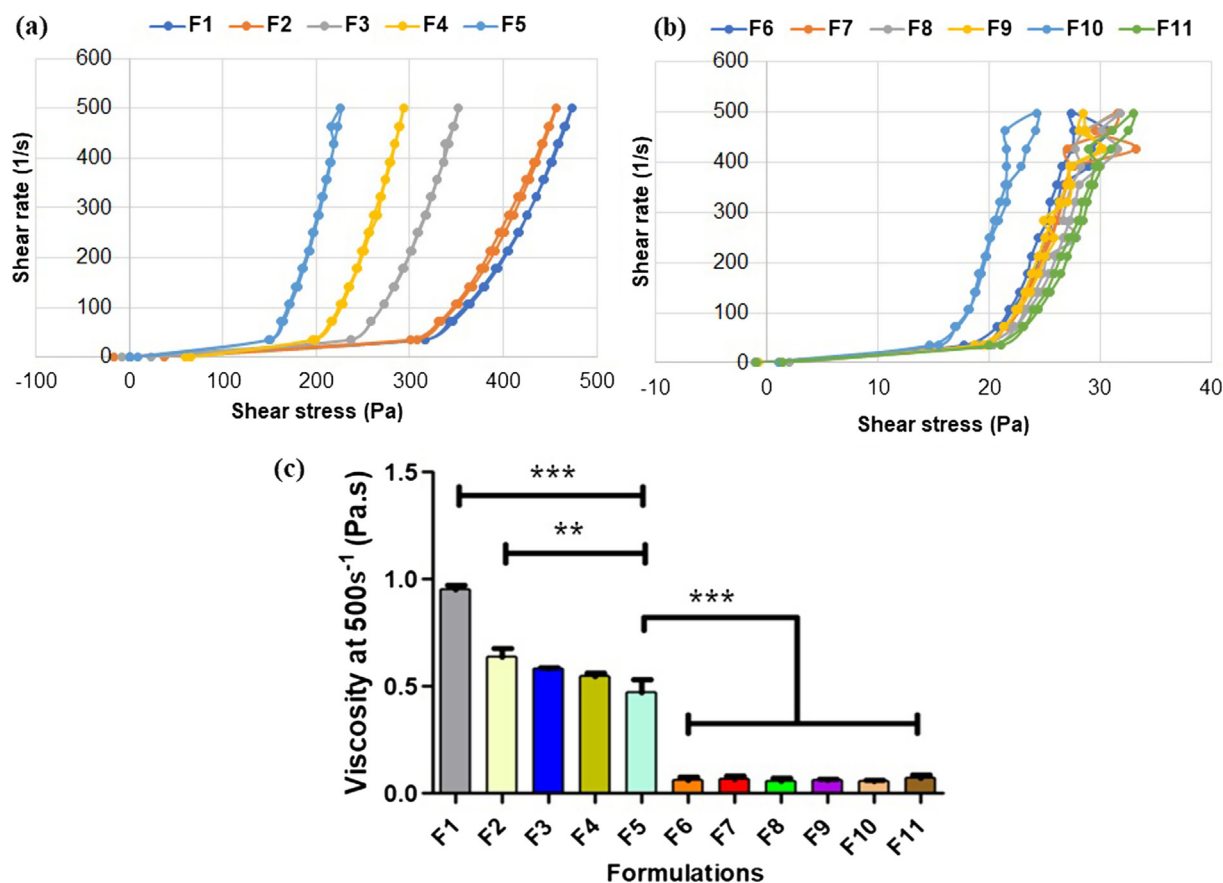 (a)
F1 F2 F3 F4 F5
600
500
400
300
200
100
0
-100 0 100 200 300 400 500
Shear rate (1/s)
Shear stress (Pa)
(b)
F6 F7 F8 F9 F10 F11
600
500
400
300
200
100
0
-10 0 10 20 30 40
Shear rate (1/s)
Shear stress (Pa)
(c)
Viscosity at 500s⁻¹ (Pa.s)
1.5
1.0
0.5
0.0
***
**
***
F1 F2 F3 F4 F5 F6 F7 F8 F9 F10 F11
Formulations